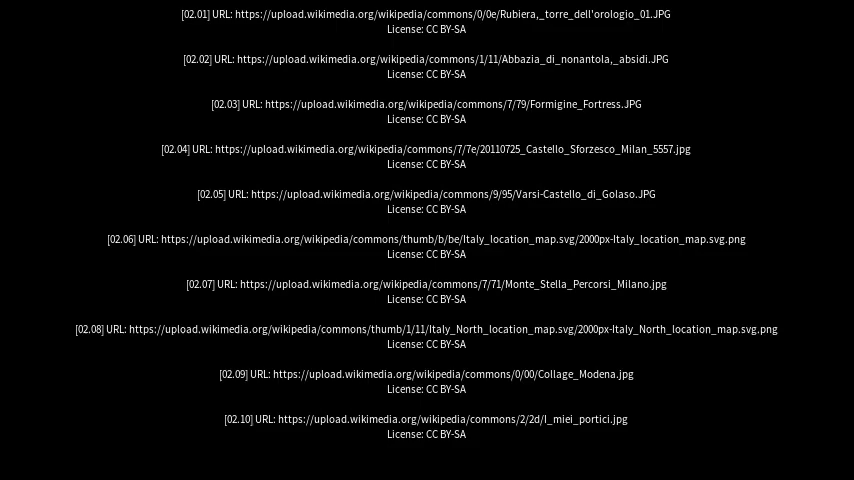 [02.01] URL: https://upload.wikimedia.org/wikipedia/commons/0/0e/Rubiera,_torre_dell'orologio_01.JPG
License: CC BY-SA
[02.02] URL: https://upload.wikimedia.org/wikipedia/commons/1/11/Abbazia_di_nonantola,_absidi.JPG
License: CC BY-SA
[02.03] URL: https://upload.wikimedia.org/wikipedia/commons/7/79/Formigine_Fortress.JPG
License: CC BY-SA
[02.04] URL: https://upload.wikimedia.org/wikipedia/commons/7/7e/20110725_Castello_Sforzesco_Milan_5557.jpg
License: CC BY-SA
[02.05] URL: https://upload.wikimedia.org/wikipedia/commons/9/95/Varsi-Castello_di_Golaso.JPG
License: CC BY-SA
[02.06] URL: https://upload.wikimedia.org/wikipedia/commons/thumb/b/be/Italy_location_map.svg/2000px-Italy_location_map.svg.png
License: CC BY-SA
[02.07] URL: https://upload.wikimedia.org/wikipedia/commons/7/71/Monte_Stella_Percorsi_Milano.jpg
License: CC BY-SA
[02.08] URL: https://upload.wikimedia.org/wikipedia/commons/thumb/1/11/Italy_North_location_map.svg/2000px-Italy_North_location_map.svg.png
License: CC BY-SA
[02.09] URL: https://upload.wikimedia.org/wikipedia/commons/0/00/Collage_Modena.jpg
License: CC BY-SA
[02.10] URL: https://upload.wikimedia.org/wikipedia/commons/2/2d/I_miei_portici.jpg
License: CC BY-SA